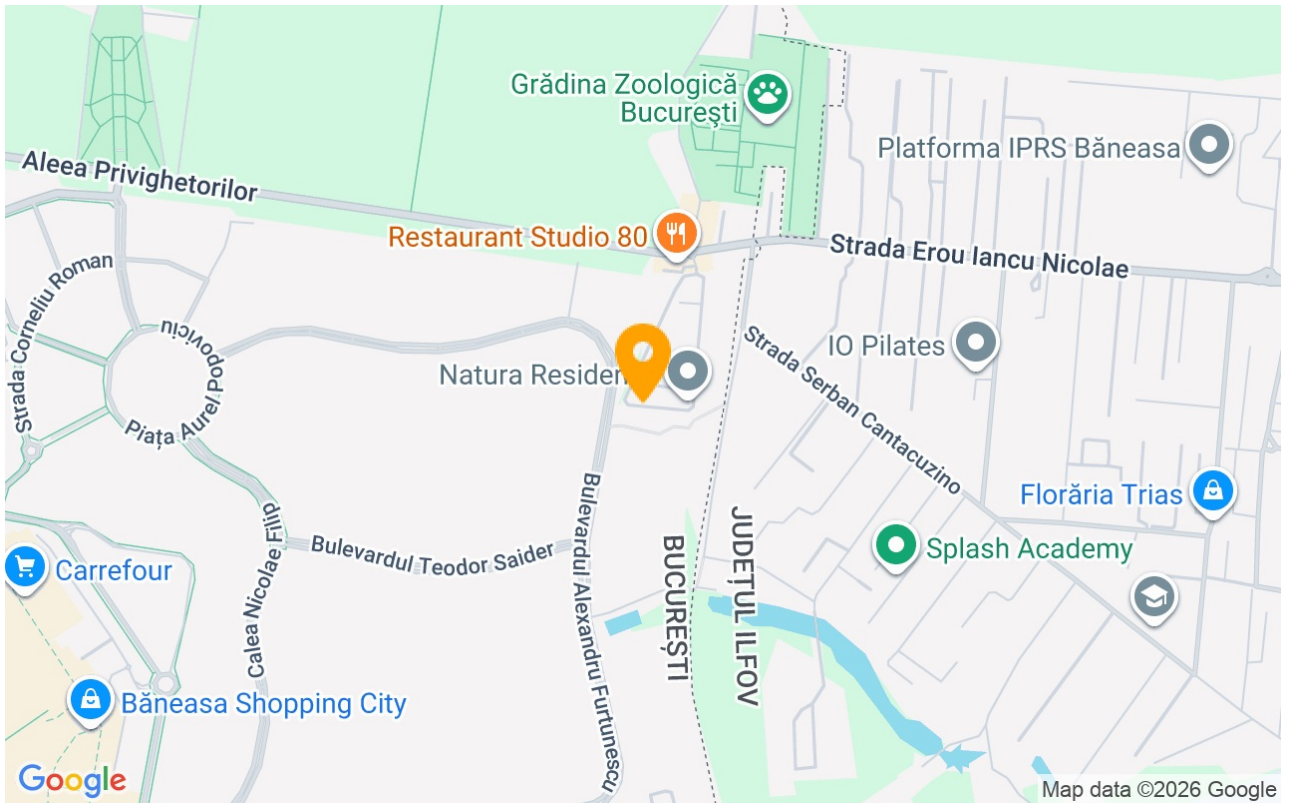 Grădina Zoologică
București
Platforma IPRS Băneasa
Aleea Privighetorilor
Restaurant Studio 80
Strada Erou Iancu Nicolae
Strada Corneliu Roman
Piața Aurel Popoviciu
Natura Residen
IO Pilates
Strada Serban Cantacuzino
Florăria Trias
Splash Academy
Bulevardul Teodor Saider
Calea Nicolae Filip
Bulevardul Alexandru Furtunescu
BUCUREȘTI
JUDEȚUL ILFOV
Carrefour
Băneasa Shopping City
Google
Map data ©2026 Google